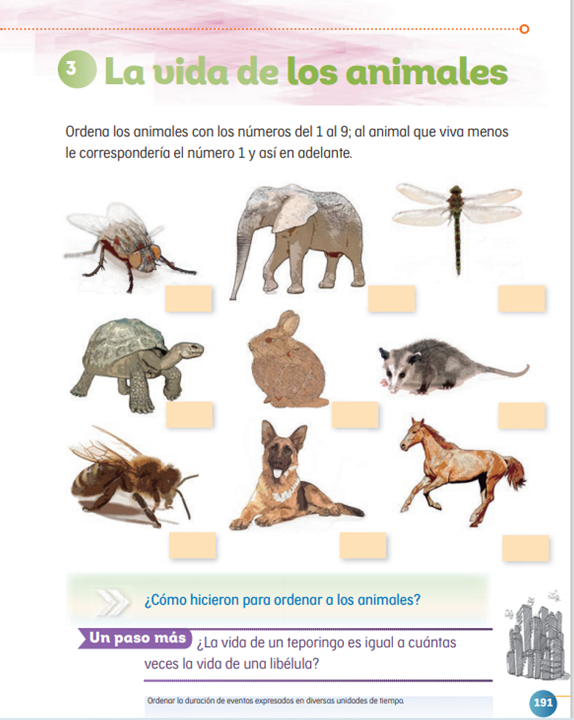 3 La vida de los animales
Ordena los animales con los números del 1 al 9; al animal que viva menos
le correspondería el número 1 y así en adelante.
¿Cómo hicieron para ordenar a los animales?
Un paso más ¿La vida de un teporingo es igual a cuántas
veces la vida de una libélula?
Ordenar la duración de eventos expresados en diversas unidades de tiempo.
191